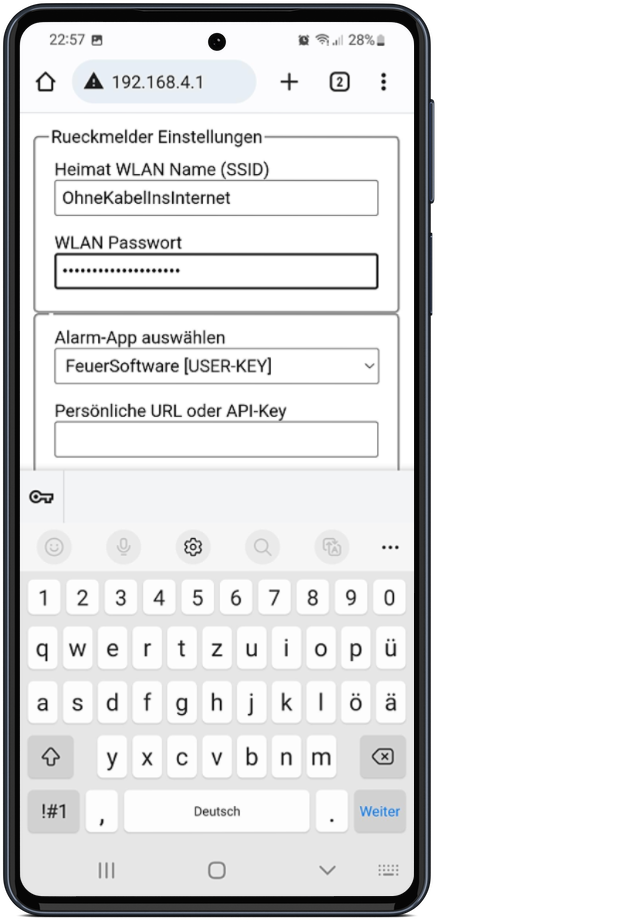 22:57 28%
192.168.4.1 2
Rueckmelder Einstellungen
Heimat WLAN Name (SSID)
OhneKabelInsInternet
WLAN Passwort
••••••••••••••••••••
Alarm-App auswählen
FeuerSoftware [USER-KEY]
Persönliche URL oder API-Key
1 2 3 4 5 6 7 8 9 0
q w e r t z u i o p ü
a s d f g h j k l ö ä
y x c v b n m
!#1 , Deutsch . Weiter